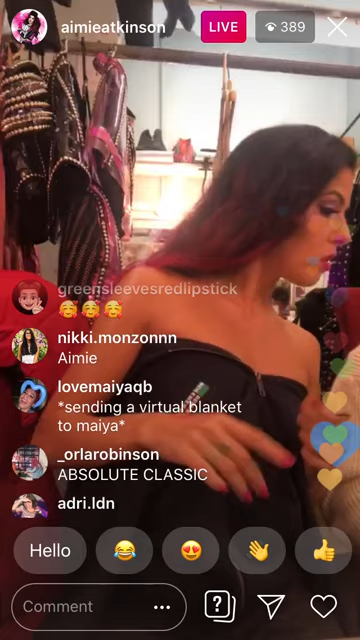 aimieatkinson
LIVE
389
greensleevesredlipstick
🥰🥰🥰
nikki.monzonnn
Aimie
lovemaiyaqb
*sending a virtual blanket
to maiya*
_orlarobinson
ABSOLUTE CLASSIC
adri.ldn
Hello 😂 😍 👋 👍
Comment
?